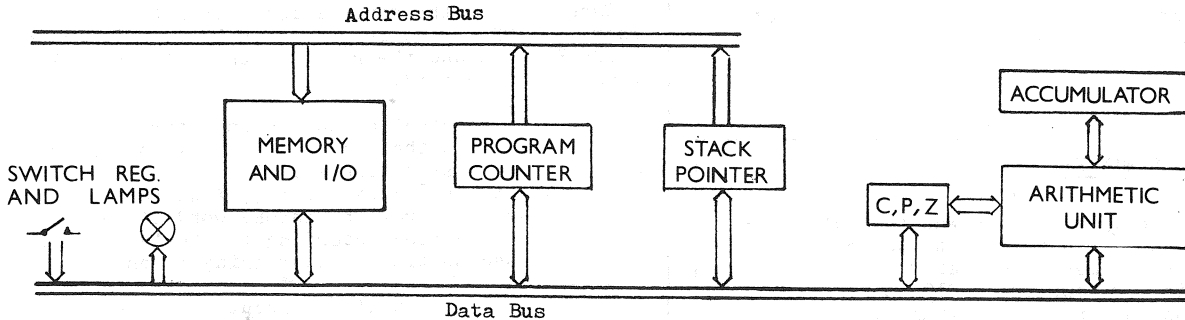 Address Bus
MEMORY
AND I/O
PROGRAM
COUNTER
STACK
POINTER
ACCUMULATOR
SWITCH REG.
AND LAMPS
C, P, Z
ARITHMETIC
UNIT
Data Bus